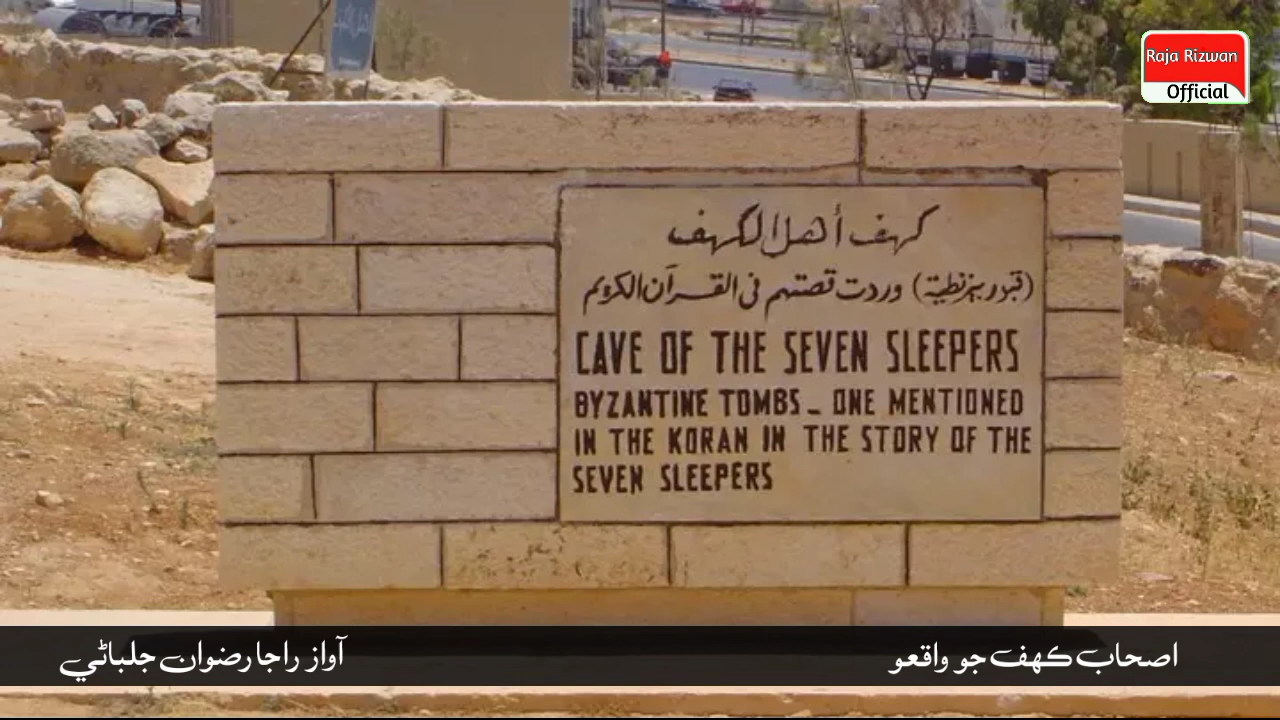 Raja Rizwan
Official
كهف أهل الكهف
(قبور بيزنطية) وردت قصتهم في القرآن الكريم
CAVE OF THE SEVEN SLEEPERS
BYZANTINE TOMBS_ ONE MENTIONED
IN THE KORAN IN THE STORY OF THE
SEVEN SLEEPERS
اصحاب ڪهف جو واقعو
آواز راجا رضوان جلباڻي